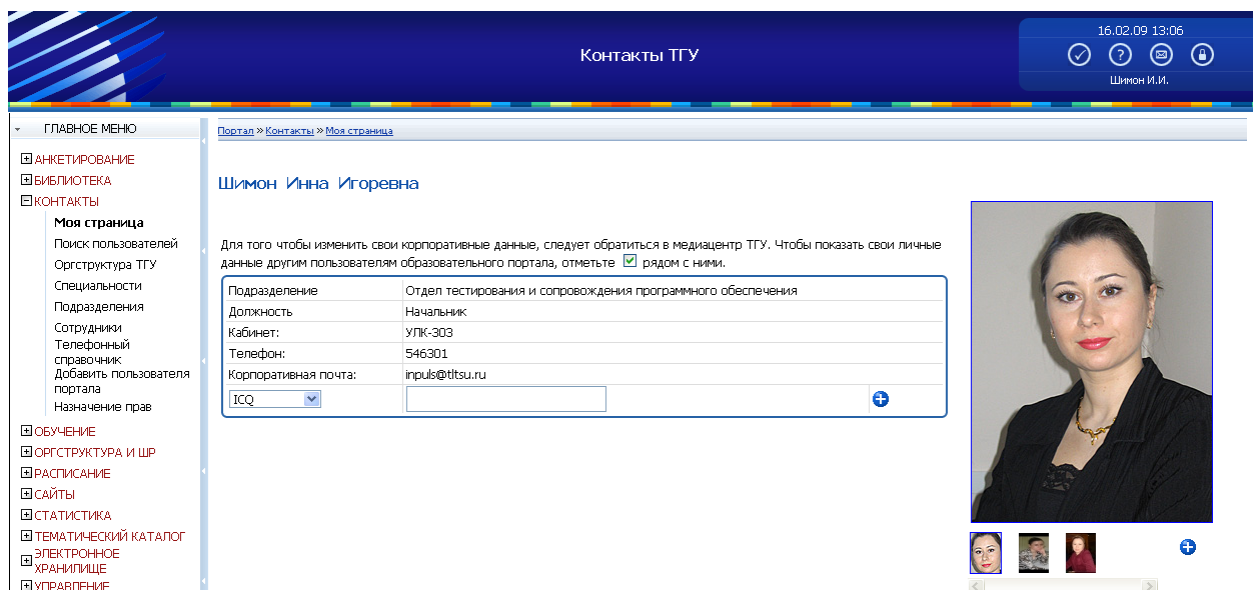 Контакты ТГУ
16.02.09 13:06
Шимон И.И.
ГЛАВНОЕ МЕНЮ
АНКЕТИРОВАНИЕ
БИБЛИОТЕКА
КОНТАКТЫ
Моя страница
Поиск пользователей
Оргструктура ТГУ
Специальности
Подразделения
Сотрудники
Телефонный
справочник
Добавить пользователя
портала
Назначение прав
ОБУЧЕНИЕ
ОРГСТРУКТУРА И ШР
РАСПИСАНИЕ
САЙТЫ
СТАТИСТИКА
ТЕМАТИЧЕСКИЙ КАТАЛОГ
ЭЛЕКТРОННОЕ
ХРАНИЛИЩЕ
УПРАВЛЕНИЕ
Портал » Контакты » Моя страница
Шимон Инна Игоревна
Для того чтобы изменить свои корпоративные данные, следует обратиться в медиацентр ТГУ. Чтобы показать свои личные
данные другим пользователям образовательного портала, отметьте рядом с ними.
Подразделение Отдел тестирования и сопровождения программного обеспечения
Должность Начальник
Кабинет: УЛК-303
Телефон: 546301
Корпоративная почта: inpuls@tltsu.ru
ICQ